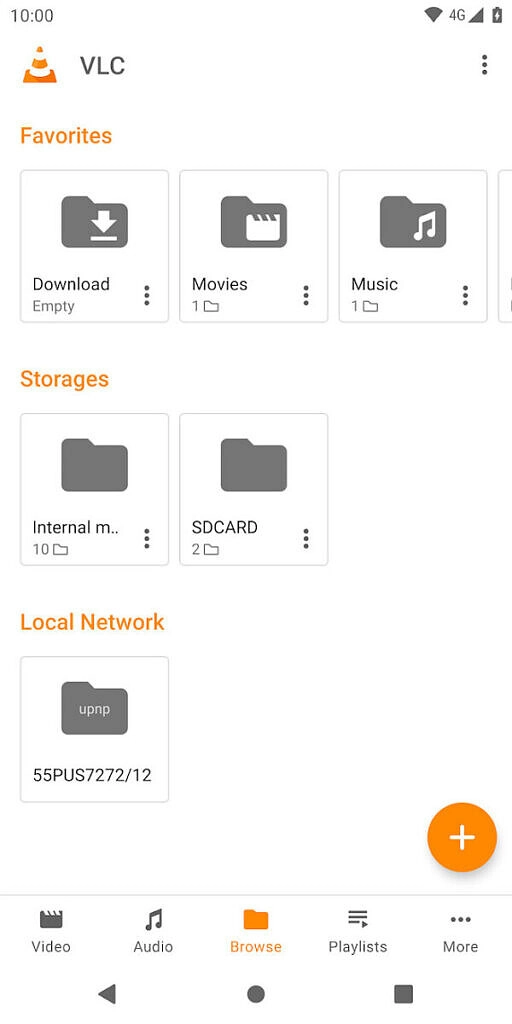 10:00
4G
VLC
Favorites
Download
Empty
Movies
1
Music
1
Storages
Internal m..
10
SDCARD
2
Local Network
upnp
55PUS7272/12
Video
Audio
Browse
Playlists
More